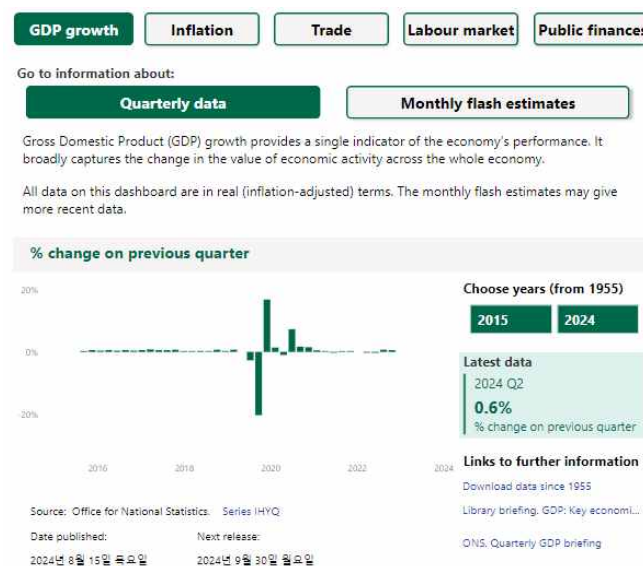 GDP growth
Inflation
Trade
Labour market
Public finances
Go to information about:
Quarterly data
Monthly flash estimates
Gross Domestic Product (GDP) growth provides a single indicator of the economy's performance. It
broadly captures the change in the value of economic activity across the whole economy.
All data on this dashboard are in real (inflation-adjusted) terms. The monthly flash estimates may give
more recent data.
% change on previous quarter
20%
0%
-20%
2016
2018
2020
2022
2024
Choose years (from 1955)
2015
2024
Latest data
2024 Q2
0.6%
% change on previous quarter
Links to further information
Download data since 1955
Library briefing, GDP: Key economi...
ONS, Quarterly GDP briefing
Source: Office for National Statistics. Series IHYQ
Date published:
Next release:
2024년 8월 15일 목요일
2024년 9월 30일 월요일